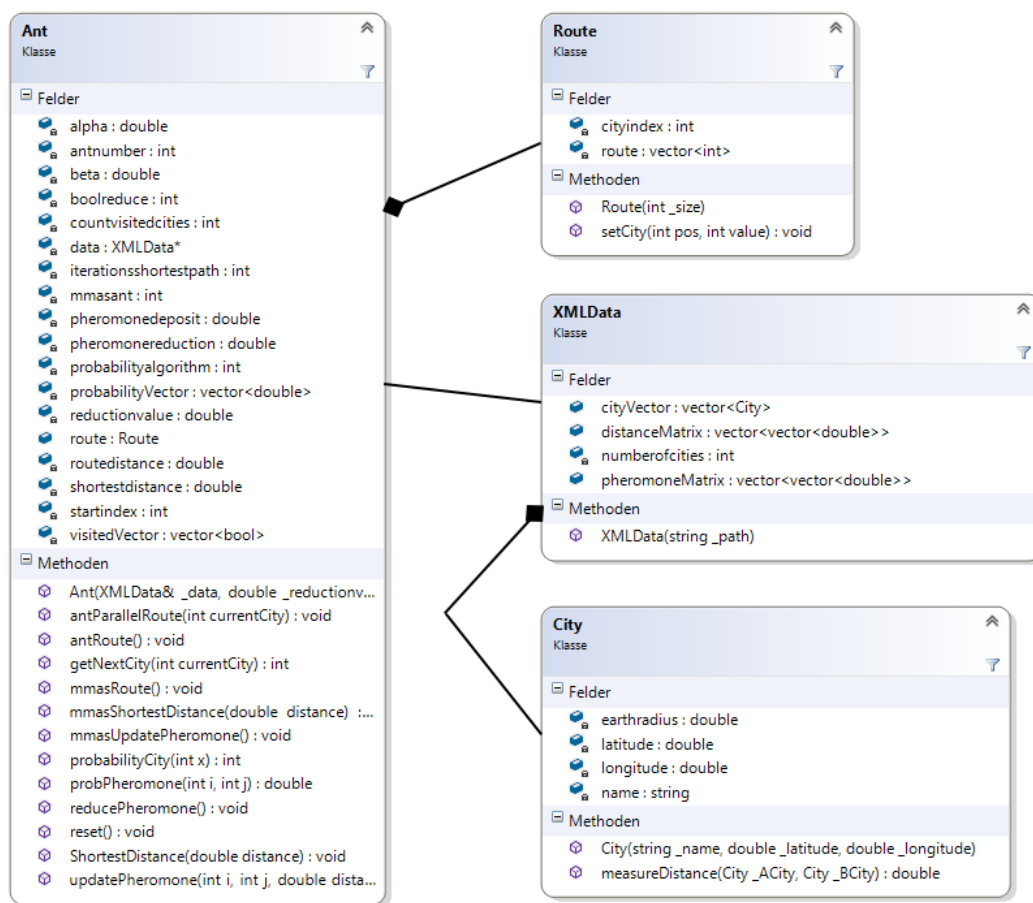 Ant
Klasse
Felder
alpha : double
antnumber : int
beta : double
boolreduce : int
countvisitedcities : int
data : XMLData*
iterationsshortestpath : int
mmasant : int
pheromonedeposit : double
pheromonereduction : double
probabilityalgorithm : int
probabilityVector : vector<double>
reductionvalue : double
route : Route
routedistance : double
shortestdistance : double
startindex : int
visitedVector : vector<bool>
Methoden
Ant(XMLData& _data, double _reductionv...
antParallelRoute(int currentCity) : void
antRoute() : void
getNextCity(int currentCity) : int
mmasRoute() : void
mmasShortestDistance(double distance) :...
mmasUpdatePheromone() : void
probabilityCity(int x) : int
probPheromone(int i, int j) : double
reducePheromone() : void
reset() : void
ShortestDistance(double distance) : void
updatePheromone(int i, int j, double dista...
Route
Klasse
Felder
cityindex : int
route : vector<int>
Methoden
Route(int _size)
setCity(int pos, int value) : void
XMLData
Klasse
Felder
cityVector : vector<City>
distanceMatrix : vector<vector<double>>
numberofcities : int
pheromoneMatrix : vector<vector<double>>
Methoden
XMLData(string _path)
City
Klasse
Felder
earthradius : double
latitude : double
longitude : double
name : string
Methoden
City(string _name, double _latitude, double _longitude)
measureDistance(City _ACity, City _BCity) : double